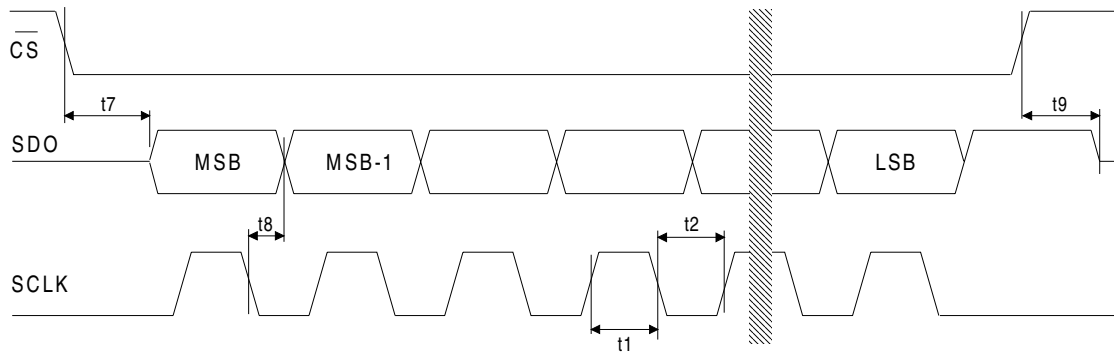 CS
t7
t9
SDO
MSB
MSB-1
LSB
t8
t2
SCLK
t1